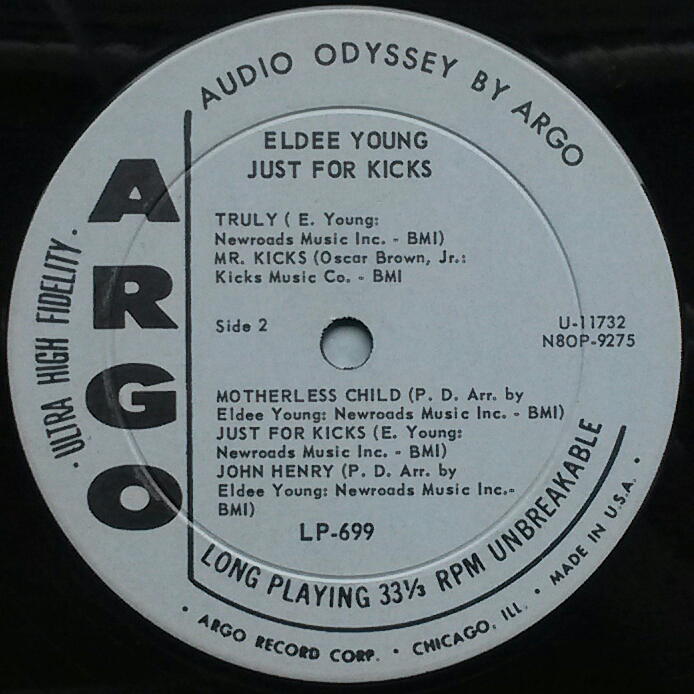 AUDIO ODYSSEY BY ARGO
ARGO
· ULTRA HIGH FIDELITY ·
ELDEE YOUNG
JUST FOR KICKS
TRULY ( E. Young:
Newroads Music Inc. - BMI)
MR. KICKS (Oscar Brown, Jr.:
Kicks Music Co. - BMI
Side 2
U-11732
N8OP-9275
MOTHERLESS CHILD (P. D. Arr. by
Eldee Young: Newroads Music Inc. - BMI)
JUST FOR KICKS (E. Young:
Newroads Music Inc. - BMI)
JOHN HENRY (P. D. Arr. by
Eldee Young: Newroads Music Inc.-
BMI)
LP-699
LONG PLAYING 33⅓ RPM UNBREAKABLE
· ARGO RECORD CORP. · CHICAGO, ILL. · MADE IN U.S.A. ·